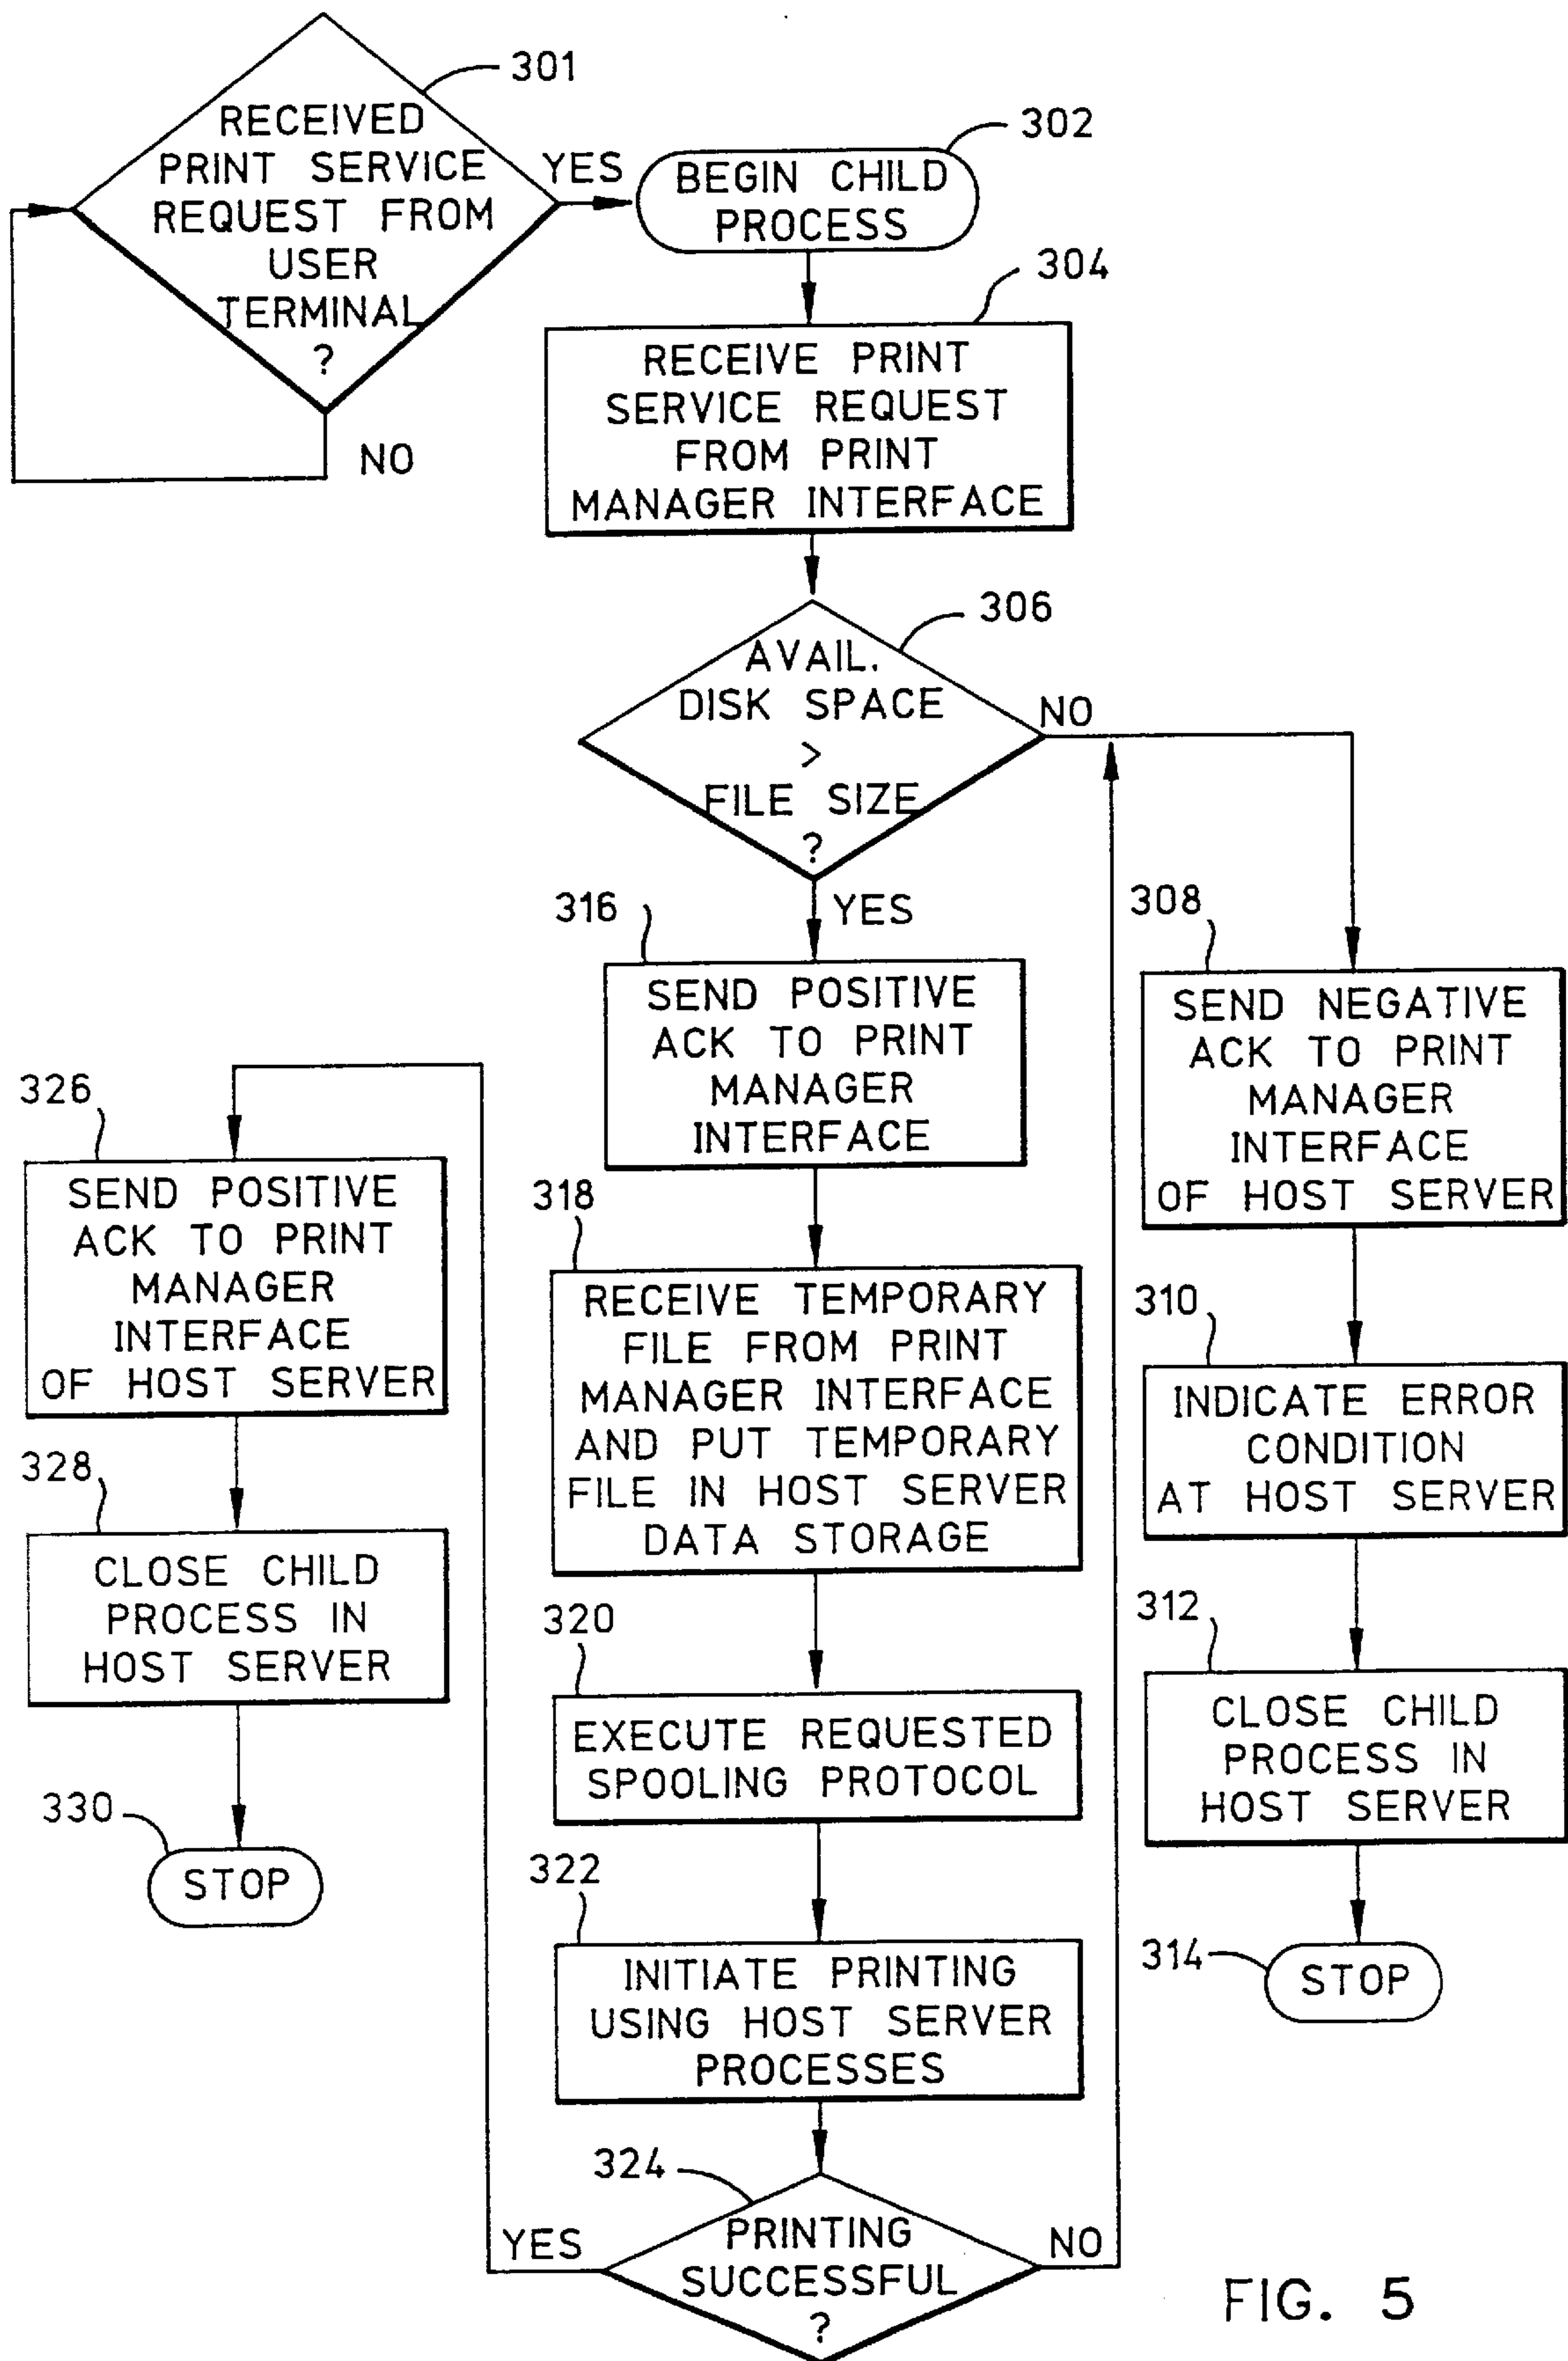 301
RECEIVED
PRINT SERVICE
REQUEST FROM
USER
TERMINAL
?
YES
NO
302
BEGIN CHILD
PROCESS
304
RECEIVE PRINT
SERVICE REQUEST
FROM PRINT
MANAGER INTERFACE
306
AVAIL.
DISK SPACE
>
FILE SIZE
?
NO
YES
308
SEND NEGATIVE
ACK TO PRINT
MANAGER
INTERFACE
OF HOST SERVER
310
INDICATE ERROR
CONDITION
AT HOST SERVER
312
CLOSE CHILD
PROCESS IN
HOST SERVER
314
STOP
316
SEND POSITIVE
ACK TO PRINT
MANAGER
INTERFACE
318
RECEIVE TEMPORARY
FILE FROM PRINT
MANAGER INTERFACE
AND PUT TEMPORARY
FILE IN HOST SERVER
DATA STORAGE
320
EXECUTE REQUESTED
SPOOLING PROTOCOL
322
INITIATE PRINTING
USING HOST SERVER
PROCESSES
324
PRINTING
SUCCESSFUL
?
YES
NO
326
SEND POSITIVE
ACK TO PRINT
MANAGER
INTERFACE
OF HOST SERVER
328
CLOSE CHILD
PROCESS IN
HOST SERVER
330
STOP
FIG. 5